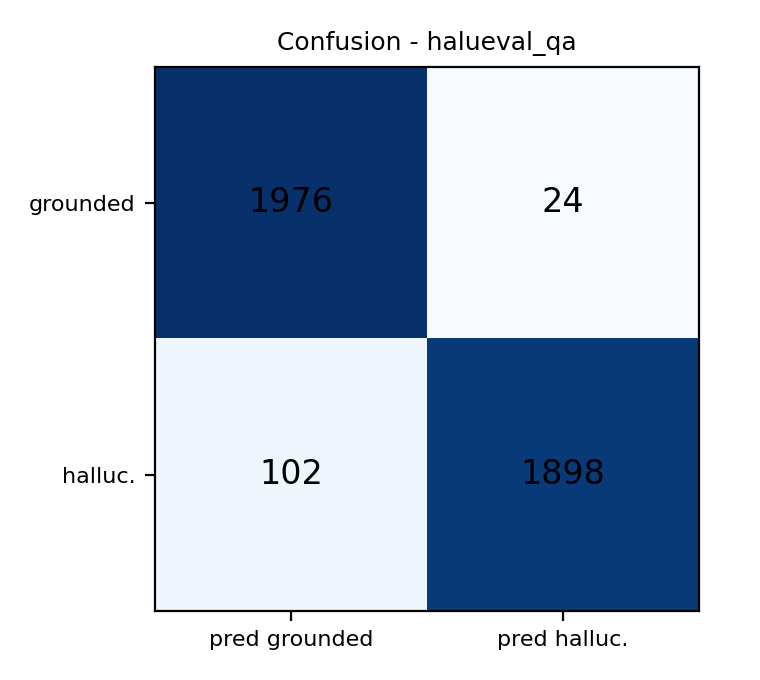 Confusion - halueval_qa
grounded
1976
24
halluc.
102
1898
pred grounded
pred halluc.